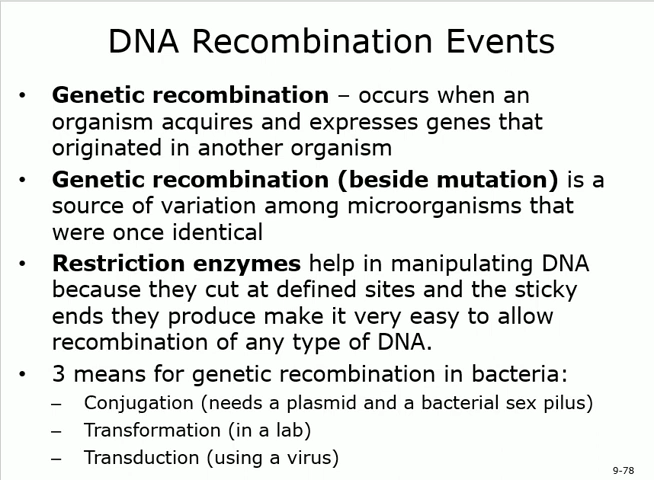 DNA Recombination Events
• Genetic recombination – occurs when an
organism acquires and expresses genes that
originated in another organism
• Genetic recombination (beside mutation) is a
source of variation among microorganisms that
were once identical
• Restriction enzymes help in manipulating DNA
because they cut at defined sites and the sticky
ends they produce make it very easy to allow
recombination of any type of DNA.
• 3 means for genetic recombination in bacteria:
– Conjugation (needs a plasmid and a bacterial sex pilus)
– Transformation (in a lab)
– Transduction (using a virus)
9-78